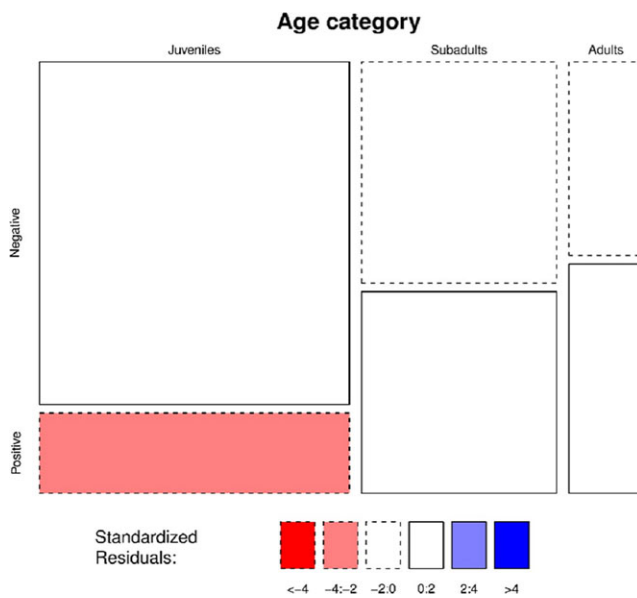 Age category
Juveniles Subadults Adults
Negative
Positive
Standardized
Residuals:
<−4 −4:−2 −2:0 0:2 2:4 >4